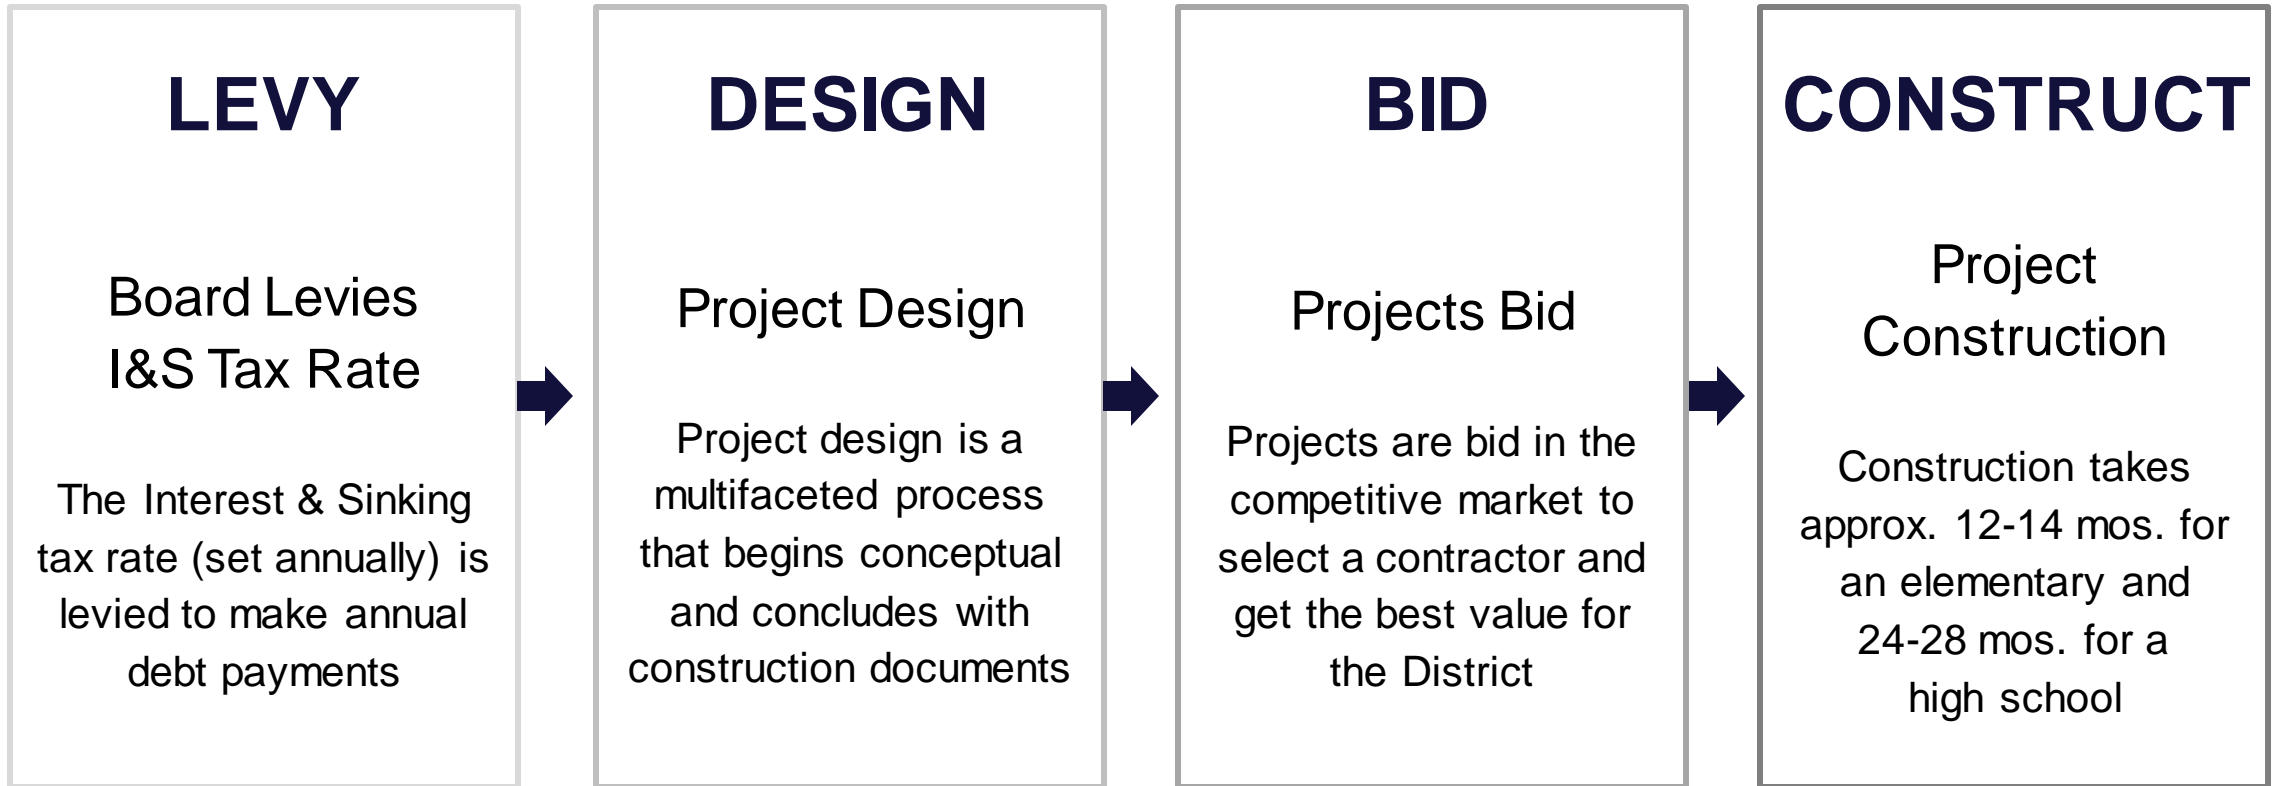 LEVY
Board Levies
I&S Tax Rate
The Interest & Sinking
tax rate (set annually) is
levied to make annual
debt payments
DESIGN
Project Design
Project design is a
multifaceted process
that begins conceptual
and concludes with
construction documents
BID
Projects Bid
Projects are bid in the
competitive market to
select a contractor and
get the best value for
the District
CONSTRUCT
Project
Construction
Construction takes
approx. 12-14 mos. for
an elementary and
24-28 mos. for a
high school